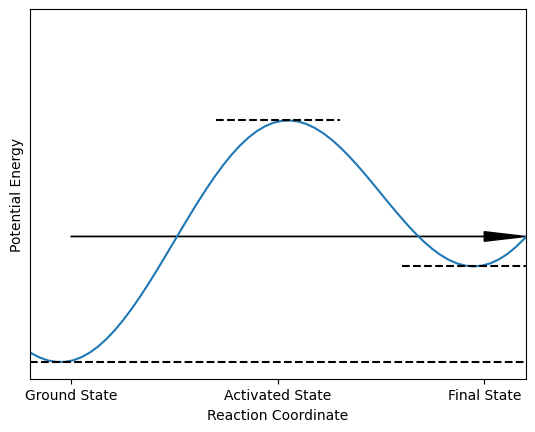 Potential Energy
Ground State
Activated State
Final State
Reaction Coordinate